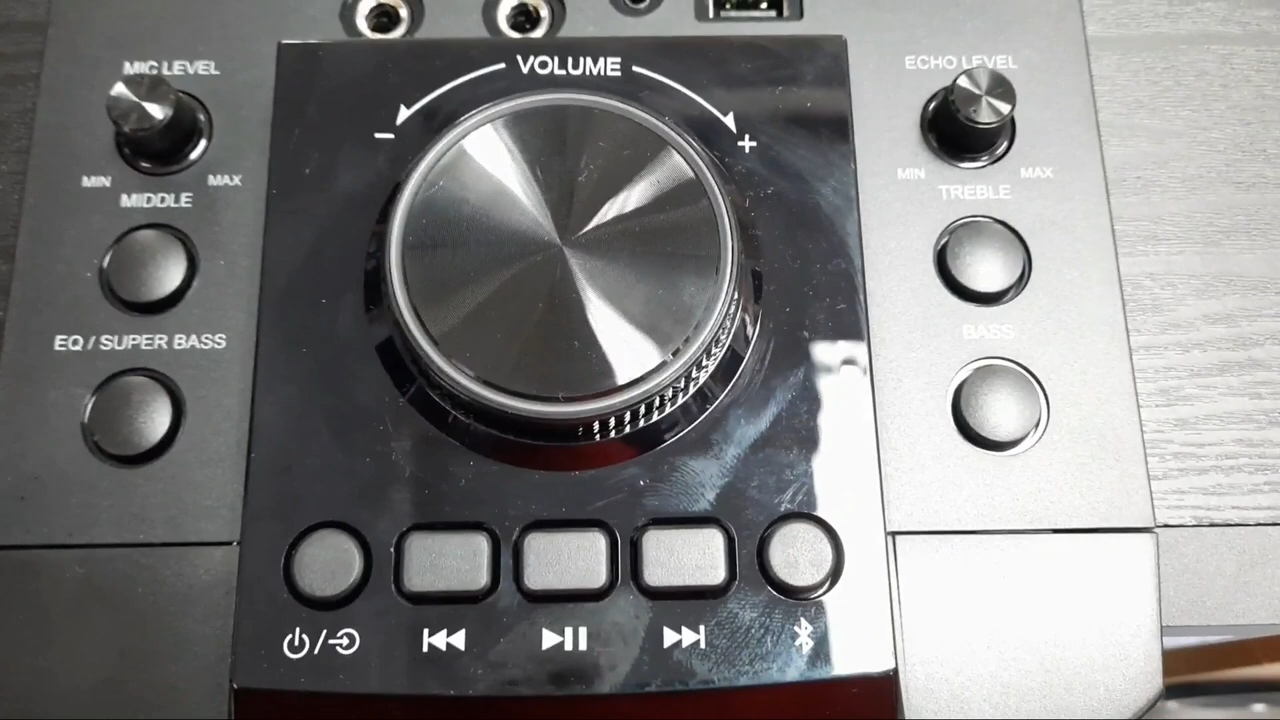 MIC LEVEL
MIN MAX
MIDDLE
EQ / SUPER BASS
VOLUME
- +
ECHO LEVEL
MIN MAX
TREBLE
BASS